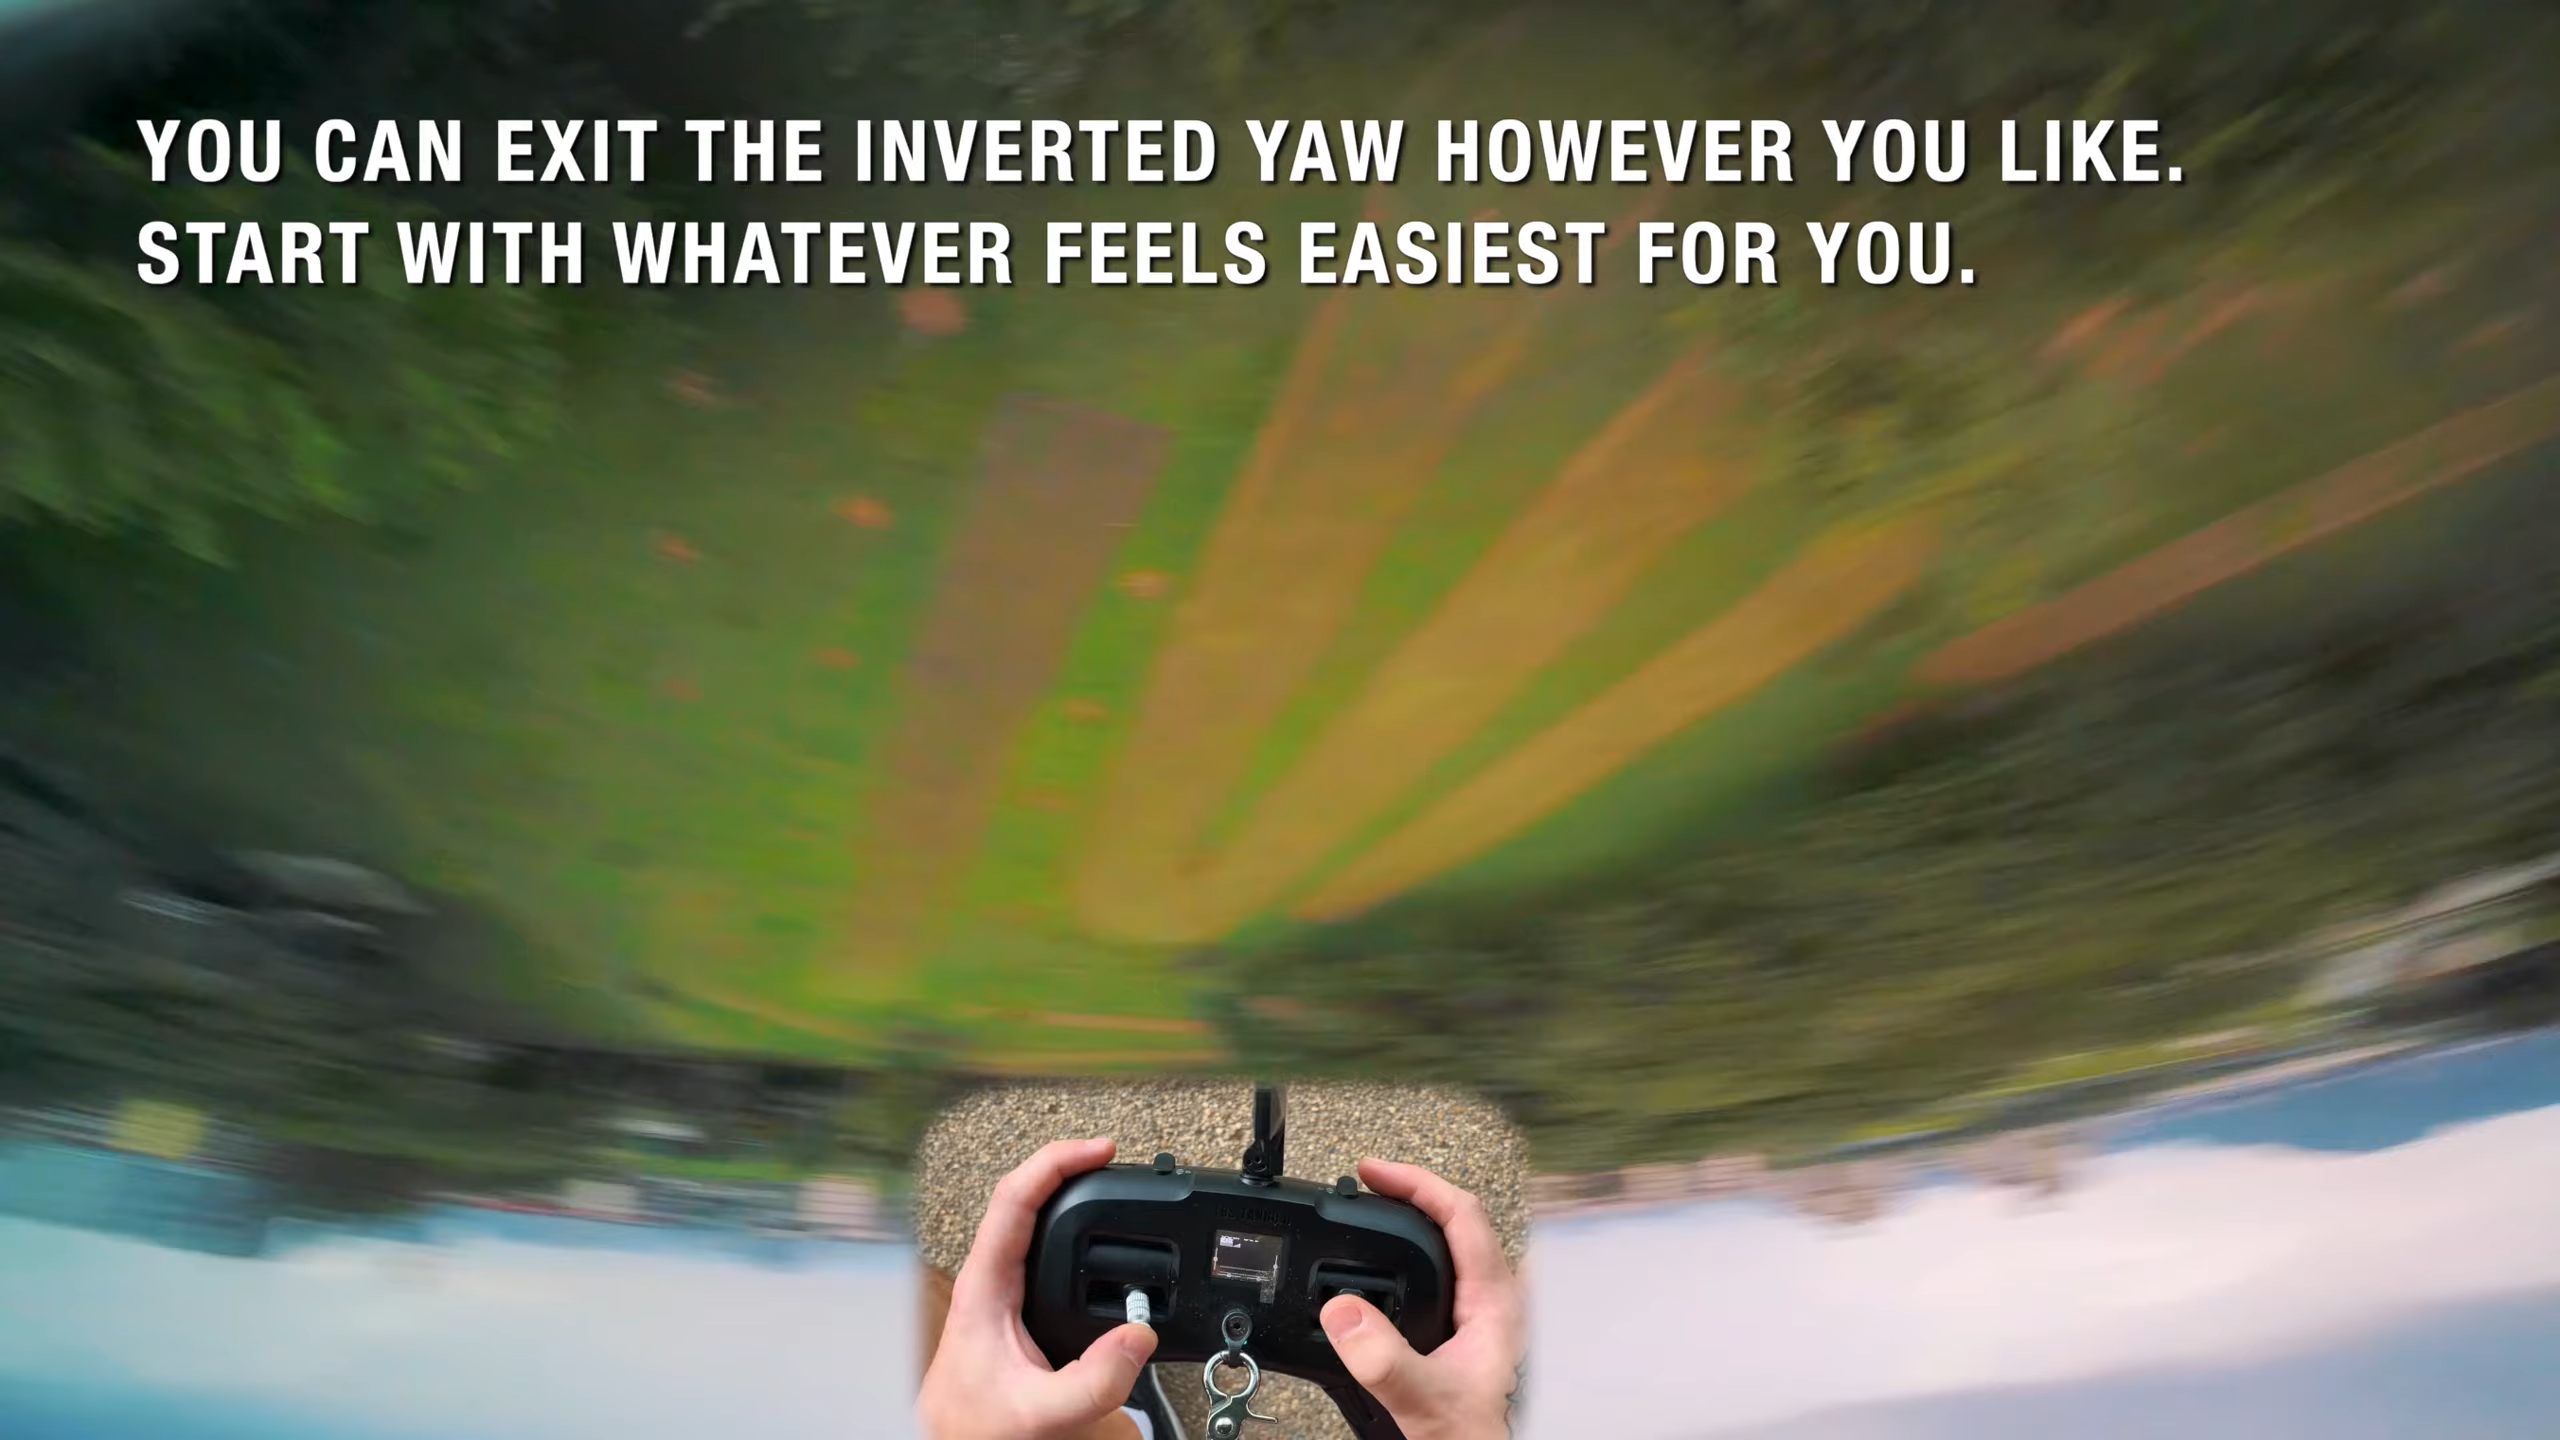 YOU CAN EXIT THE INVERTED YAW HOWEVER YOU LIKE.
START WITH WHATEVER FEELS EASIEST FOR YOU.